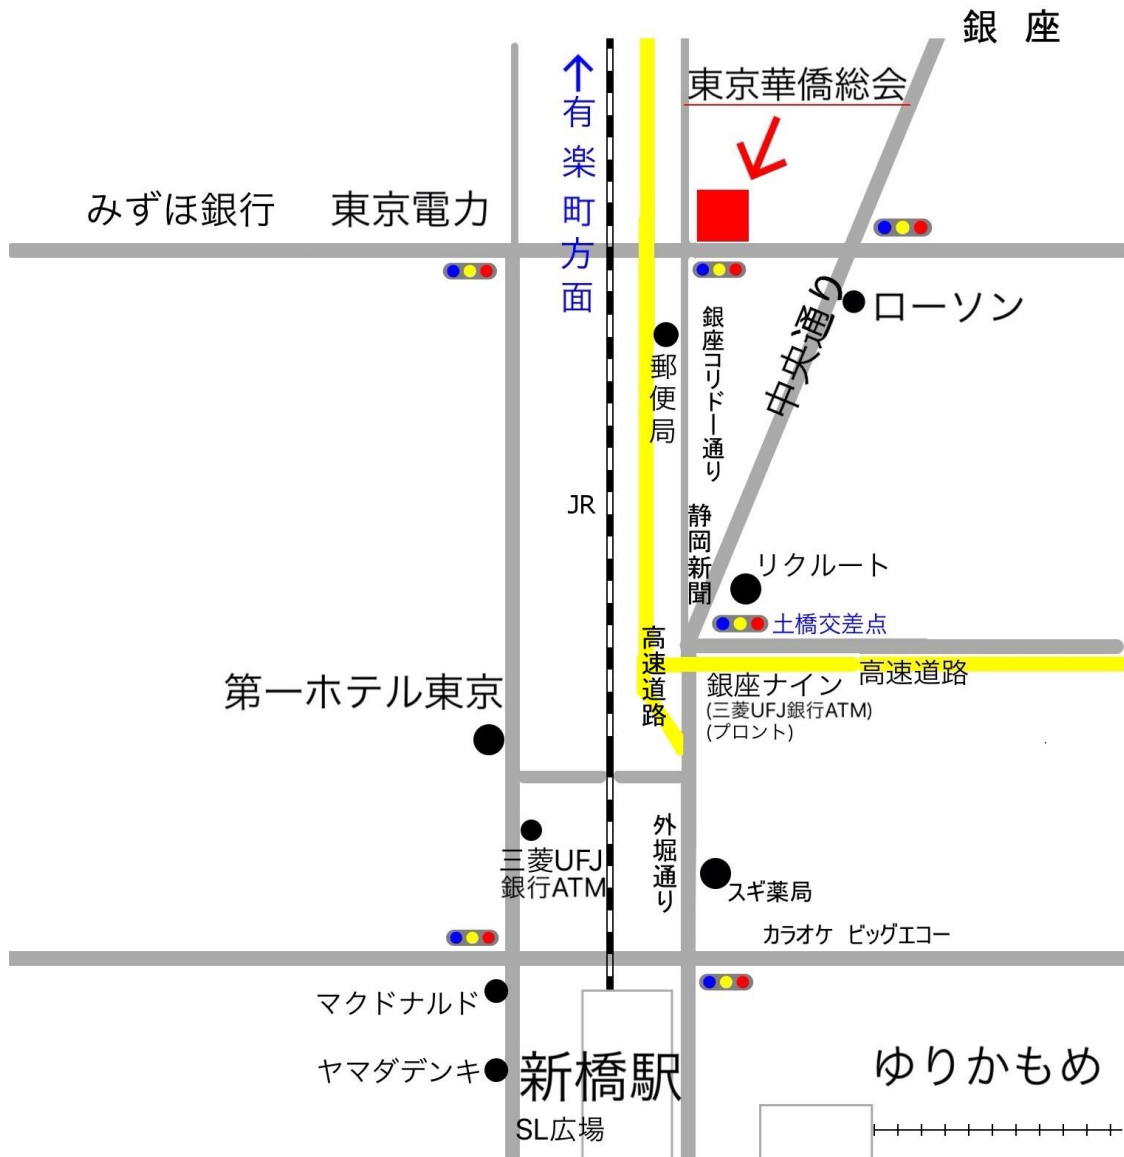 銀座
東京華僑総会
↑有楽町方面
みずほ銀行
東京電力
ローソン
中央通り
郵便局
銀座コリドー通り
JR
静岡新聞
リクルート
土橋交差点
高速道路
高速道路
銀座ナイン
(三菱UFJ銀行ATM)
(プロント)
第一ホテル東京
三菱UFJ
銀行ATM
外堀通り
スギ薬局
カラオケ ビッグエコー
マクドナルド
ヤマダデンキ
新橋駅
SL広場
ゆりかもめ